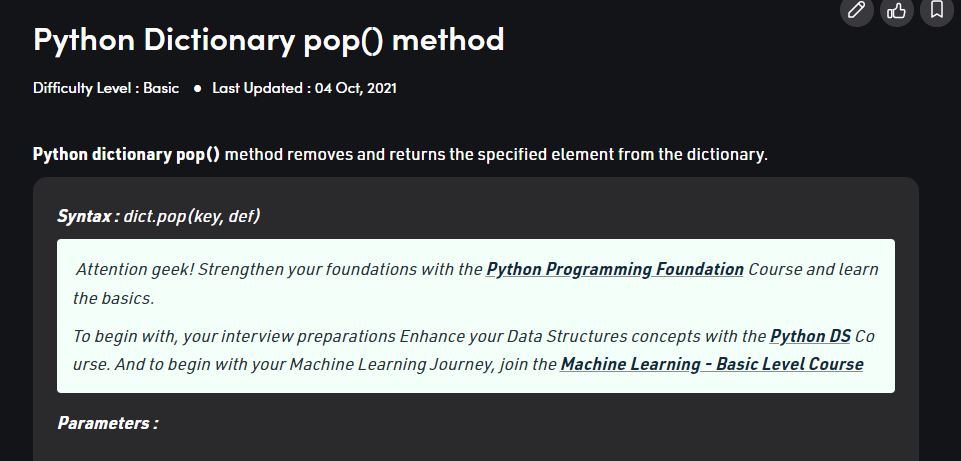 Python Dictionary pop() method
Difficulty Level : Basic ● Last Updated : 04 Oct, 2021
Python dictionary pop() method removes and returns the specified element from the dictionary.
Syntax : dict.pop(key, def)
Attention geek! Strengthen your foundations with the Python Programming Foundation Course and learn
the basics.
To begin with, your interview preparations Enhance your Data Structures concepts with the Python DS Co
urse. And to begin with your Machine Learning Journey, join the Machine Learning - Basic Level Course
Parameters :